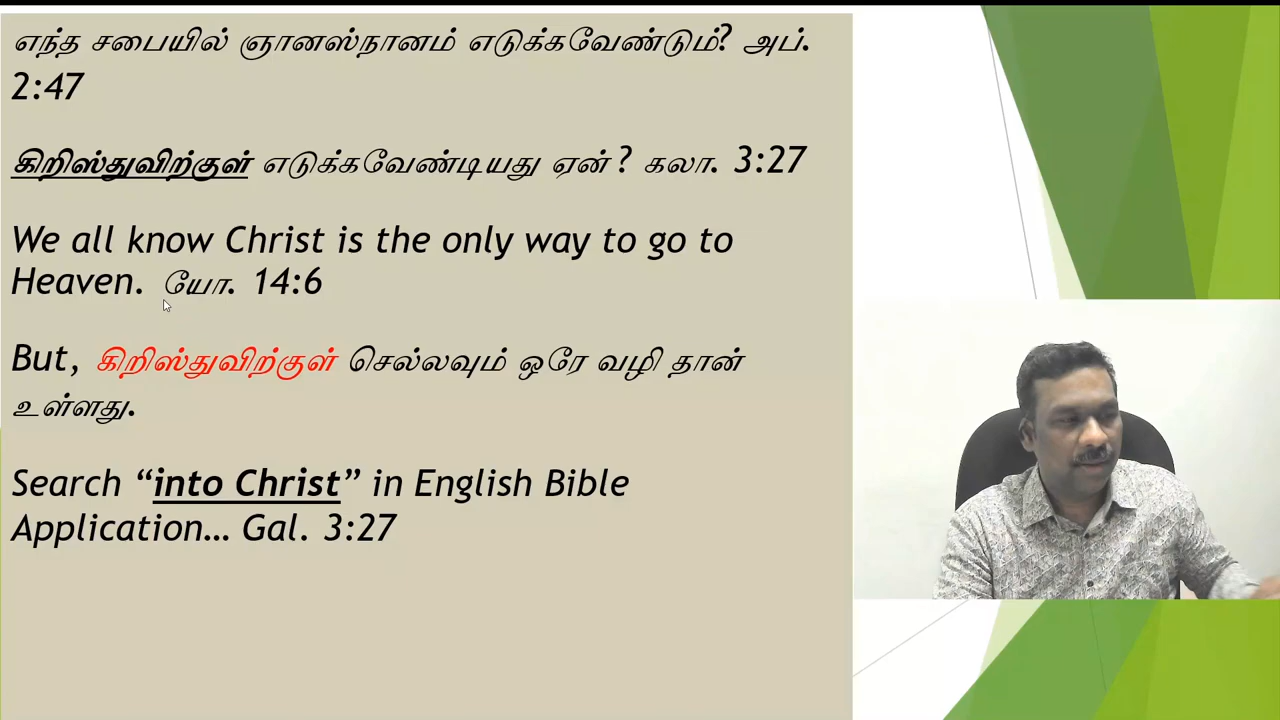 எந்த சபையில் ஞானஸ்நானம் எடுக்கவேண்டும்? அப்.
2:47
கிறிஸ்துவிற்குள் எடுக்கவேண்டியது ஏன் ? கலா. 3:27
We all know Christ is the only way to go to
Heaven. யோ. 14:6
But, கிறிஸ்துவிற்குள் செல்லவும் ஒரே வழி தான்
உள்ளது.
Search “into Christ” in English Bible
Application… Gal. 3:27